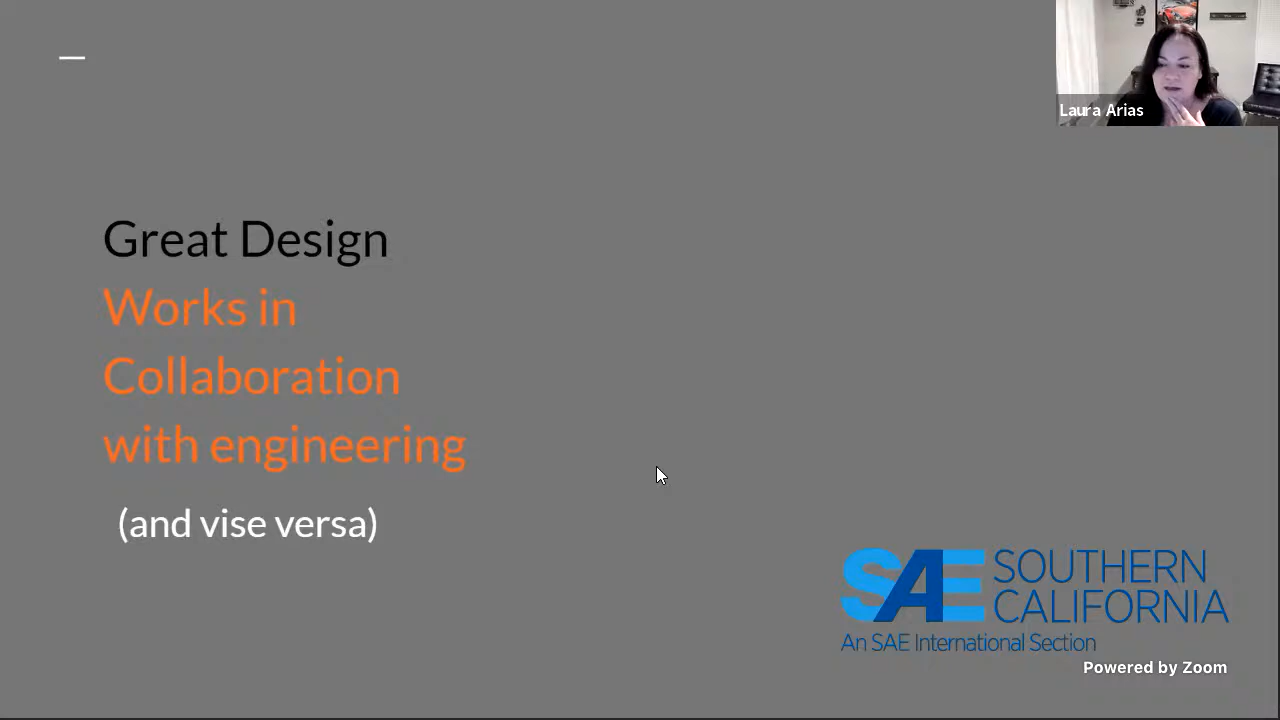 Laura Arias
Great Design
Works in
Collaboration
with engineering
(and vise versa)
SAE SOUTHERN
CALIFORNIA
An SAE International Section
Powered by Zoom